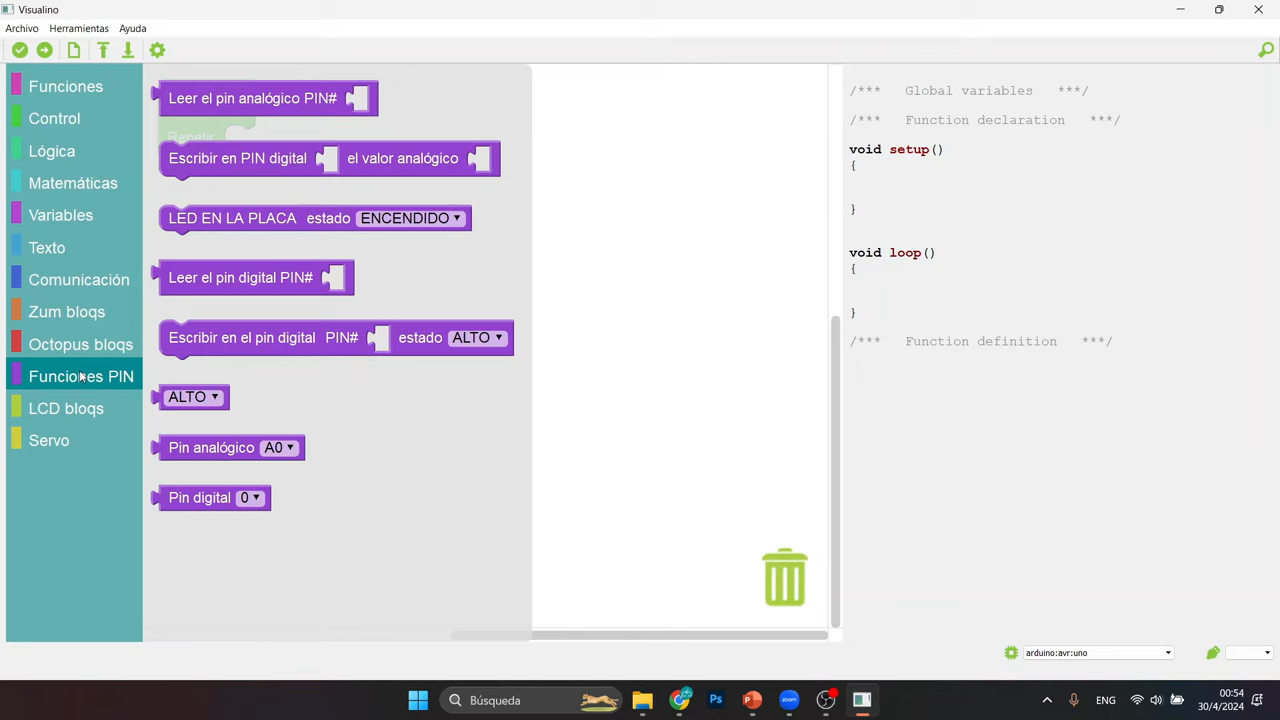 Visualino
Archivo Herramientas Ayuda
Funciones
Control
Lógica
Matemáticas
Variables
Texto
Comunicación
Zum bloqs
Octopus bloqs
Funciones PIN
LCD bloqs
Servo
Leer el pin analógico PIN#
Repetir
Escribir en PIN digital el valor analógico
LED EN LA PLACA estado ENCENDIDO
Leer el pin digital PIN#
Escribir en el pin digital PIN# estado ALTO
ALTO
Pin analógico A0
Pin digital 0
/*** Global variables ***/
/*** Function declaration ***/
void setup()
{
}
void loop()
{
}
/*** Function definition ***/
arduino:avr:uno
Búsqueda
Ps
P
zoom
ENG
00:54
30/4/2024